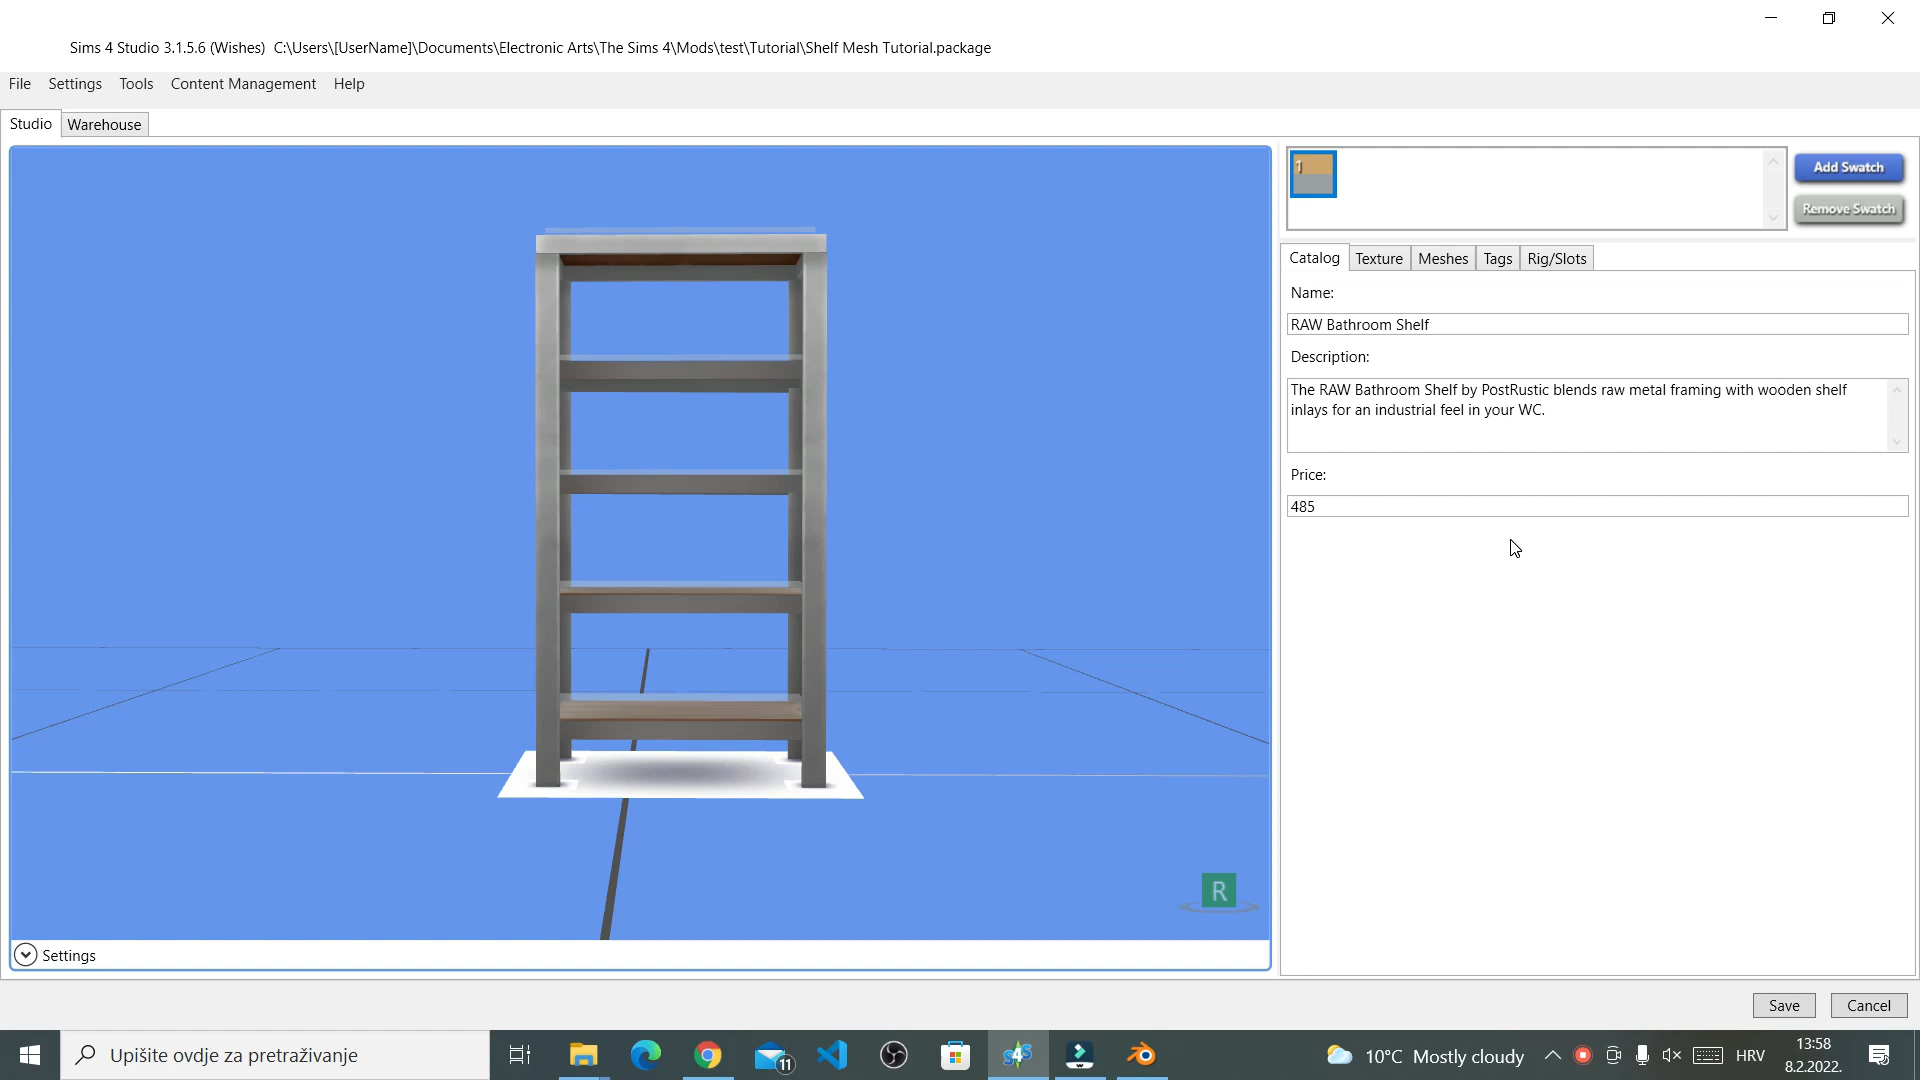 Sims 4 Studio 3.1.5.6 (Wishes)  C:\Users\[UserName]\Documents\Electronic Arts\The Sims 4\Mods\test\Tutorial\Shelf Mesh Tutorial.package
File Settings Tools Content Management Help
Studio Warehouse
1
Add Swatch
Remove Swatch
Catalog Texture Meshes Tags Rig/Slots
Name:
RAW Bathroom Shelf
Description:
The RAW Bathroom Shelf by PostRustic blends raw metal framing with wooden shelf
inlays for an industrial feel in your WC.
Price:
485
R
Settings
Save Cancel
Upišite ovdje za pretraživanje
11
S4S
10°C Mostly cloudy
HRV
13:58
8.2.2022.